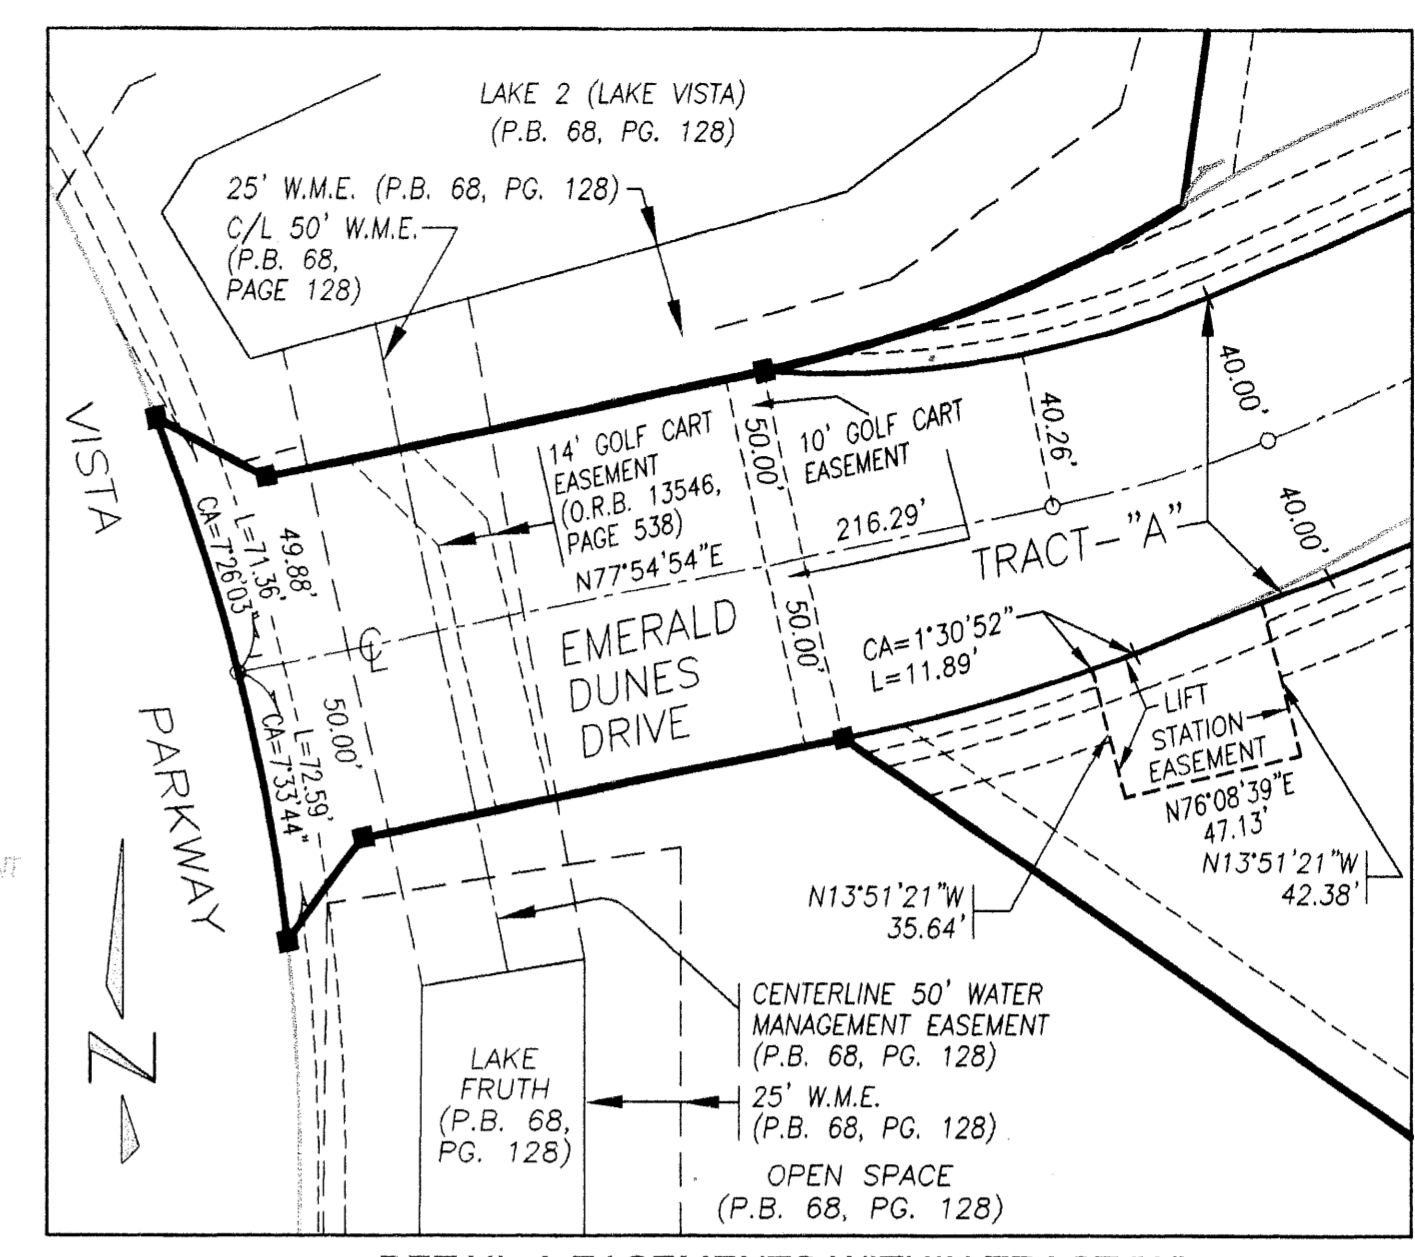 LAKE 2 (LAKE VISTA)
(P.B. 68, PG. 128)
25' W.M.E. (P.B. 68, PG. 128)
C/L 50' W.M.E.
(P.B. 68,
PAGE 128)
VISTA
PARKWAY
CA=7°26'03"
L=71.36'
49.88'
CA=7°33'44"
L=72.59'
50.00'
14' GOLF CART
EASEMENT
(O.R.B. 13546,
PAGE 538)
N77°54'54"E
50.00'
10' GOLF CART
EASEMENT
216.29'
40.26'
40.00'
40.00'
TRACT-"A"
EMERALD
DUNES
DRIVE
50.00'
CA=1°30'52"
L=11.89'
LIFT
STATION
EASEMENT
N76°08'39"E
47.13'
N13°51'21"W
42.38'
N13°51'21"W
35.64'
CENTERLINE 50' WATER
MANAGEMENT EASEMENT
(P.B. 68, PG. 128)
25' W.M.E.
(P.B. 68, PG. 128)
LAKE
FRUTH
(P.B. 68,
PG. 128)
OPEN SPACE
(P.B. 68, PG. 128)
Z